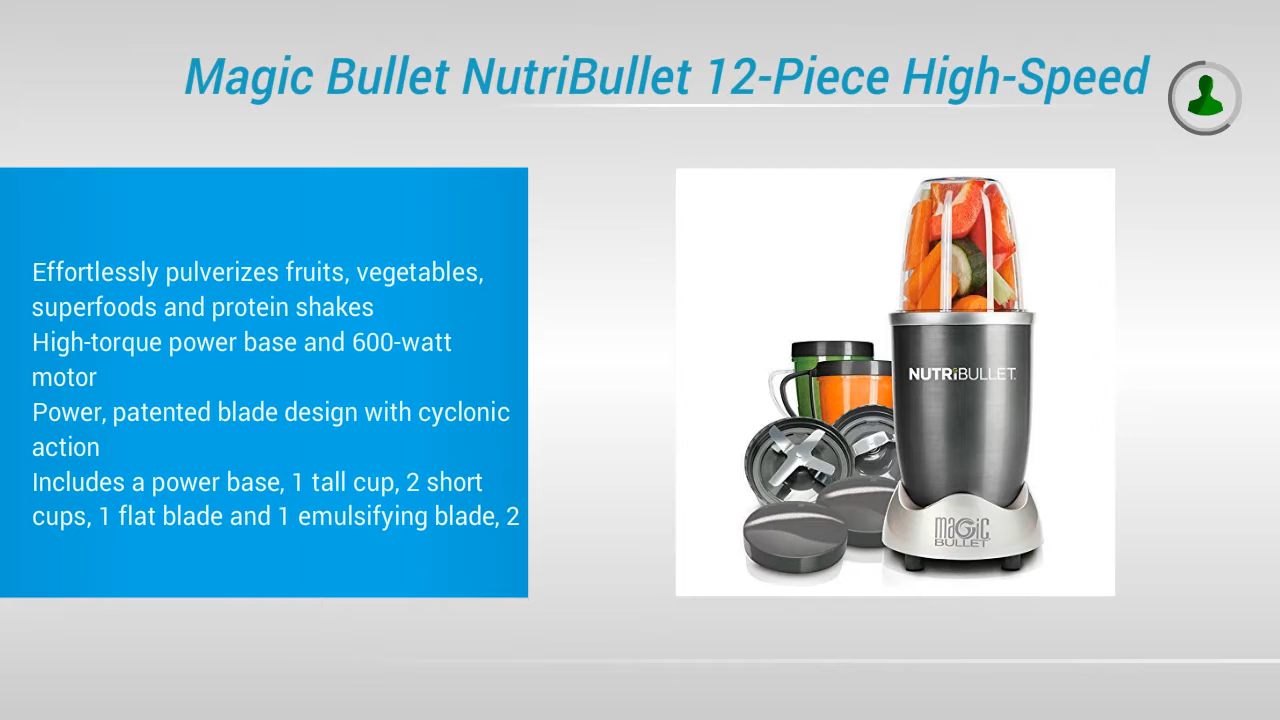 Magic Bullet NutriBullet 12-Piece High-Speed
Effortlessly pulverizes fruits, vegetables,
superfoods and protein shakes
High-torque power base and 600-watt
motor
Power, patented blade design with cyclonic
action
Includes a power base, 1 tall cup, 2 short
cups, 1 flat blade and 1 emulsifying blade, 2
NUTRiBULLET.
MaGiC
BULLET